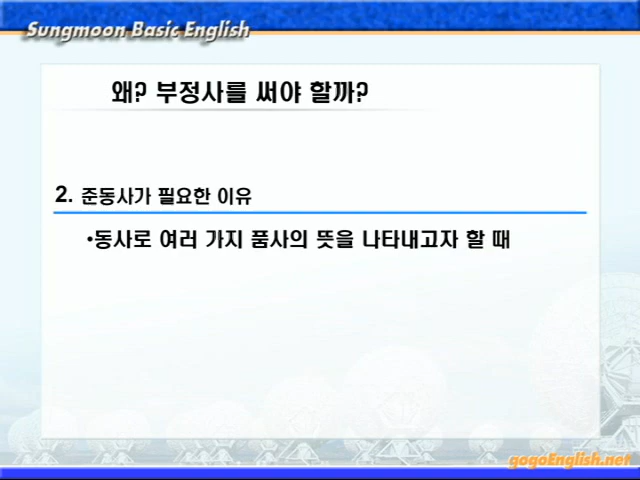 Sungmoon Basic English
왜? 부정사를 써야 할까?
2. 준동사가 필요한 이유
•동사로 여러 가지 품사의 뜻을 나타내고자 할 때
gogoEnglish.net